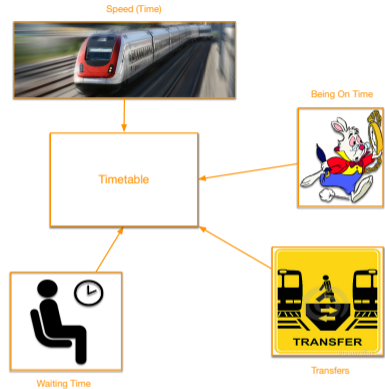 Speed (Time)
Being On Time
Timetable
TRANSFER
Waiting Time
Transfers